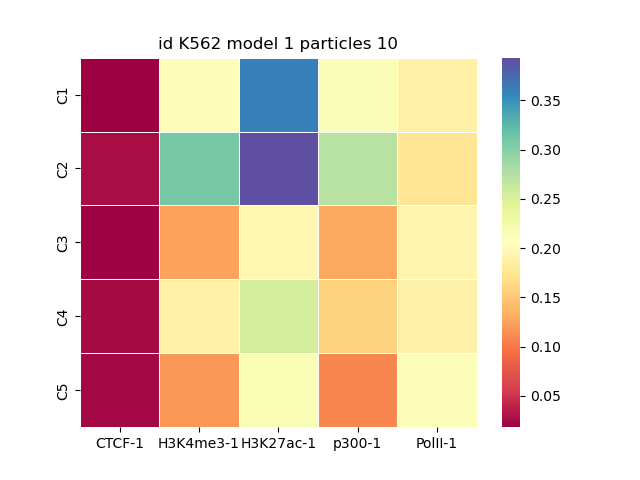 id K562 model 1 particles 10
C1
C2
C3
C4
C5
CTCF-1 H3K4me3-1 H3K27ac-1 p300-1 PolII-1
0.35
0.30
0.25
0.20
0.15
0.10
0.05